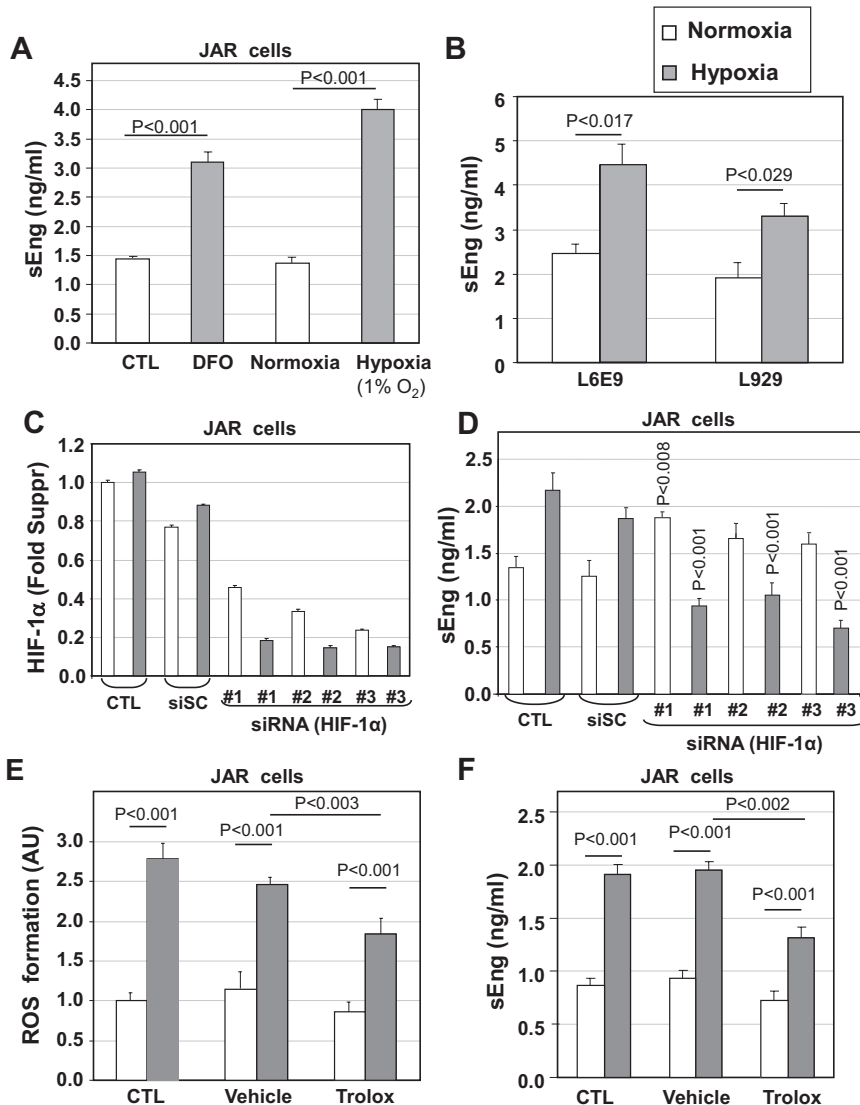 Normoxia
Hypoxia
A
JAR cells
sEng (ng/ml)
4.5
4.0
3.5
3.0
2.5
2.0
1.5
1.0
0.5
0.0
P<0.001
P<0.001
CTL DFO Normoxia Hypoxia
(1% O₂)
B
sEng (ng/ml)
6
5
4
3
2
1
0
P<0.017
P<0.029
L6E9 L929
C
JAR cells
HIF-1α (Fold Suppr)
1.2
1.0
0.8
0.6
0.4
0.2
0.0
CTL siSC #1 #1 #2 #2 #3 #3
siRNA (HIF-1α)
D
JAR cells
sEng (ng/ml)
2.5
2.0
1.5
1.0
0.5
0.0
P<0.008
P<0.001
P<0.001
P<0.001
CTL siSC #1 #1 #2 #2 #3 #3
siRNA (HIF-1α)
E
JAR cells
ROS formation (AU)
3.0
2.5
2.0
1.5
1.0
0.5
0.0
P<0.001
P<0.001
P<0.003
P<0.001
CTL Vehicle Trolox
F
JAR cells
sEng (ng/ml)
2.5
2.0
1.5
1.0
0.5
0.0
P<0.001
P<0.001
P<0.002
P<0.001
CTL Vehicle Trolox